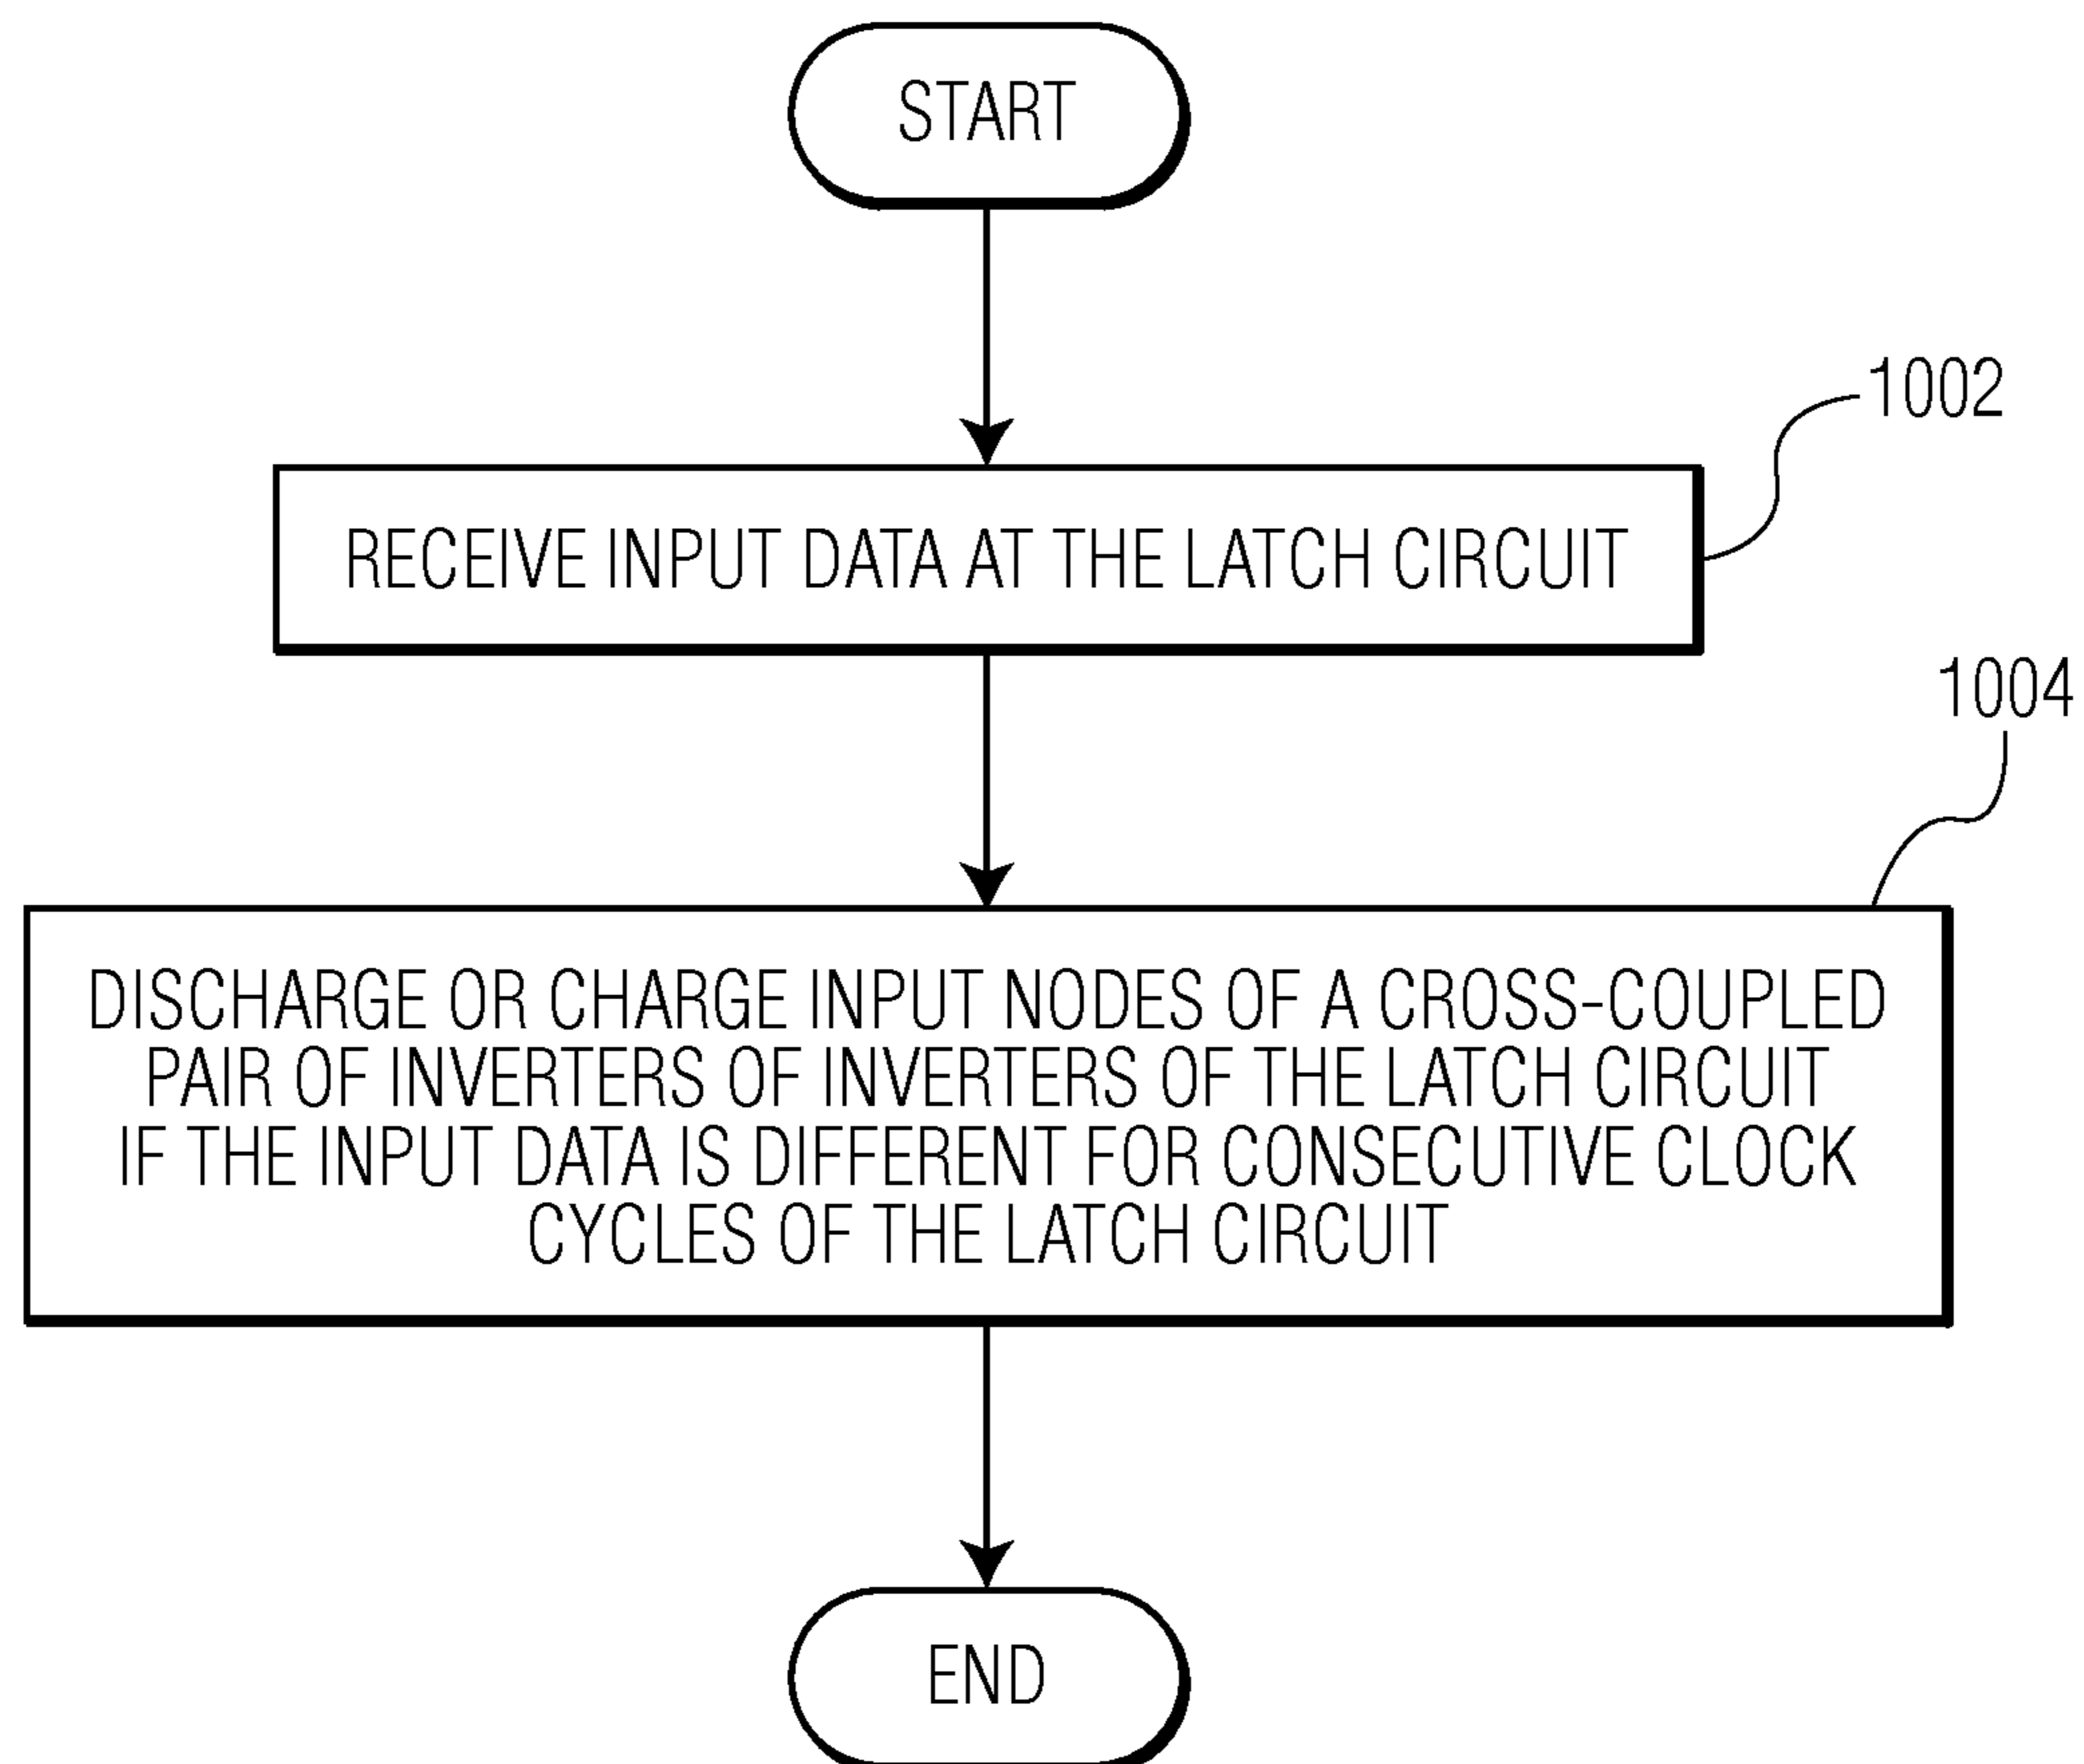 START
1002
RECEIVE INPUT DATA AT THE LATCH CIRCUIT
1004
DISCHARGE OR CHARGE INPUT NODES OF A CROSS-COUPLED
PAIR OF INVERTERS OF INVERTERS OF THE LATCH CIRCUIT
IF THE INPUT DATA IS DIFFERENT FOR CONSECUTIVE CLOCK
CYCLES OF THE LATCH CIRCUIT
END